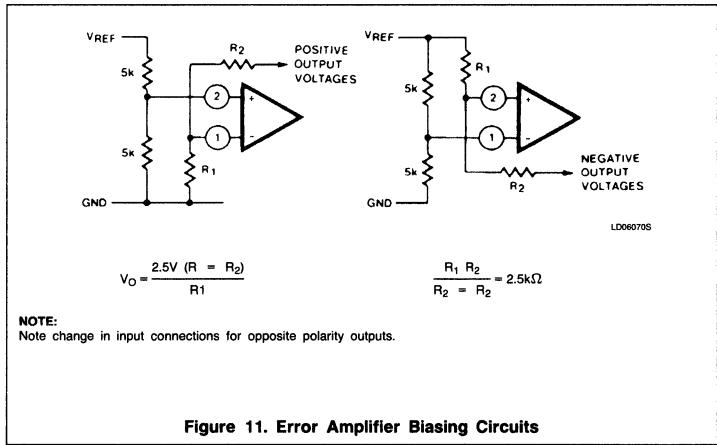 VREF
R2
POSITIVE
OUTPUT
VOLTAGES
5k
2
+
1
−
5k
R1
GND
VREF
R1
5k
2
+
1
−
5k
R2
NEGATIVE
OUTPUT
VOLTAGES
GND
LD06070S
VO = 2.5V (R = R2)
R1
R1 R2
R2 = R2
= 2.5kΩ
NOTE:
Note change in input connections for opposite polarity outputs.
Figure 11. Error Amplifier Biasing Circuits